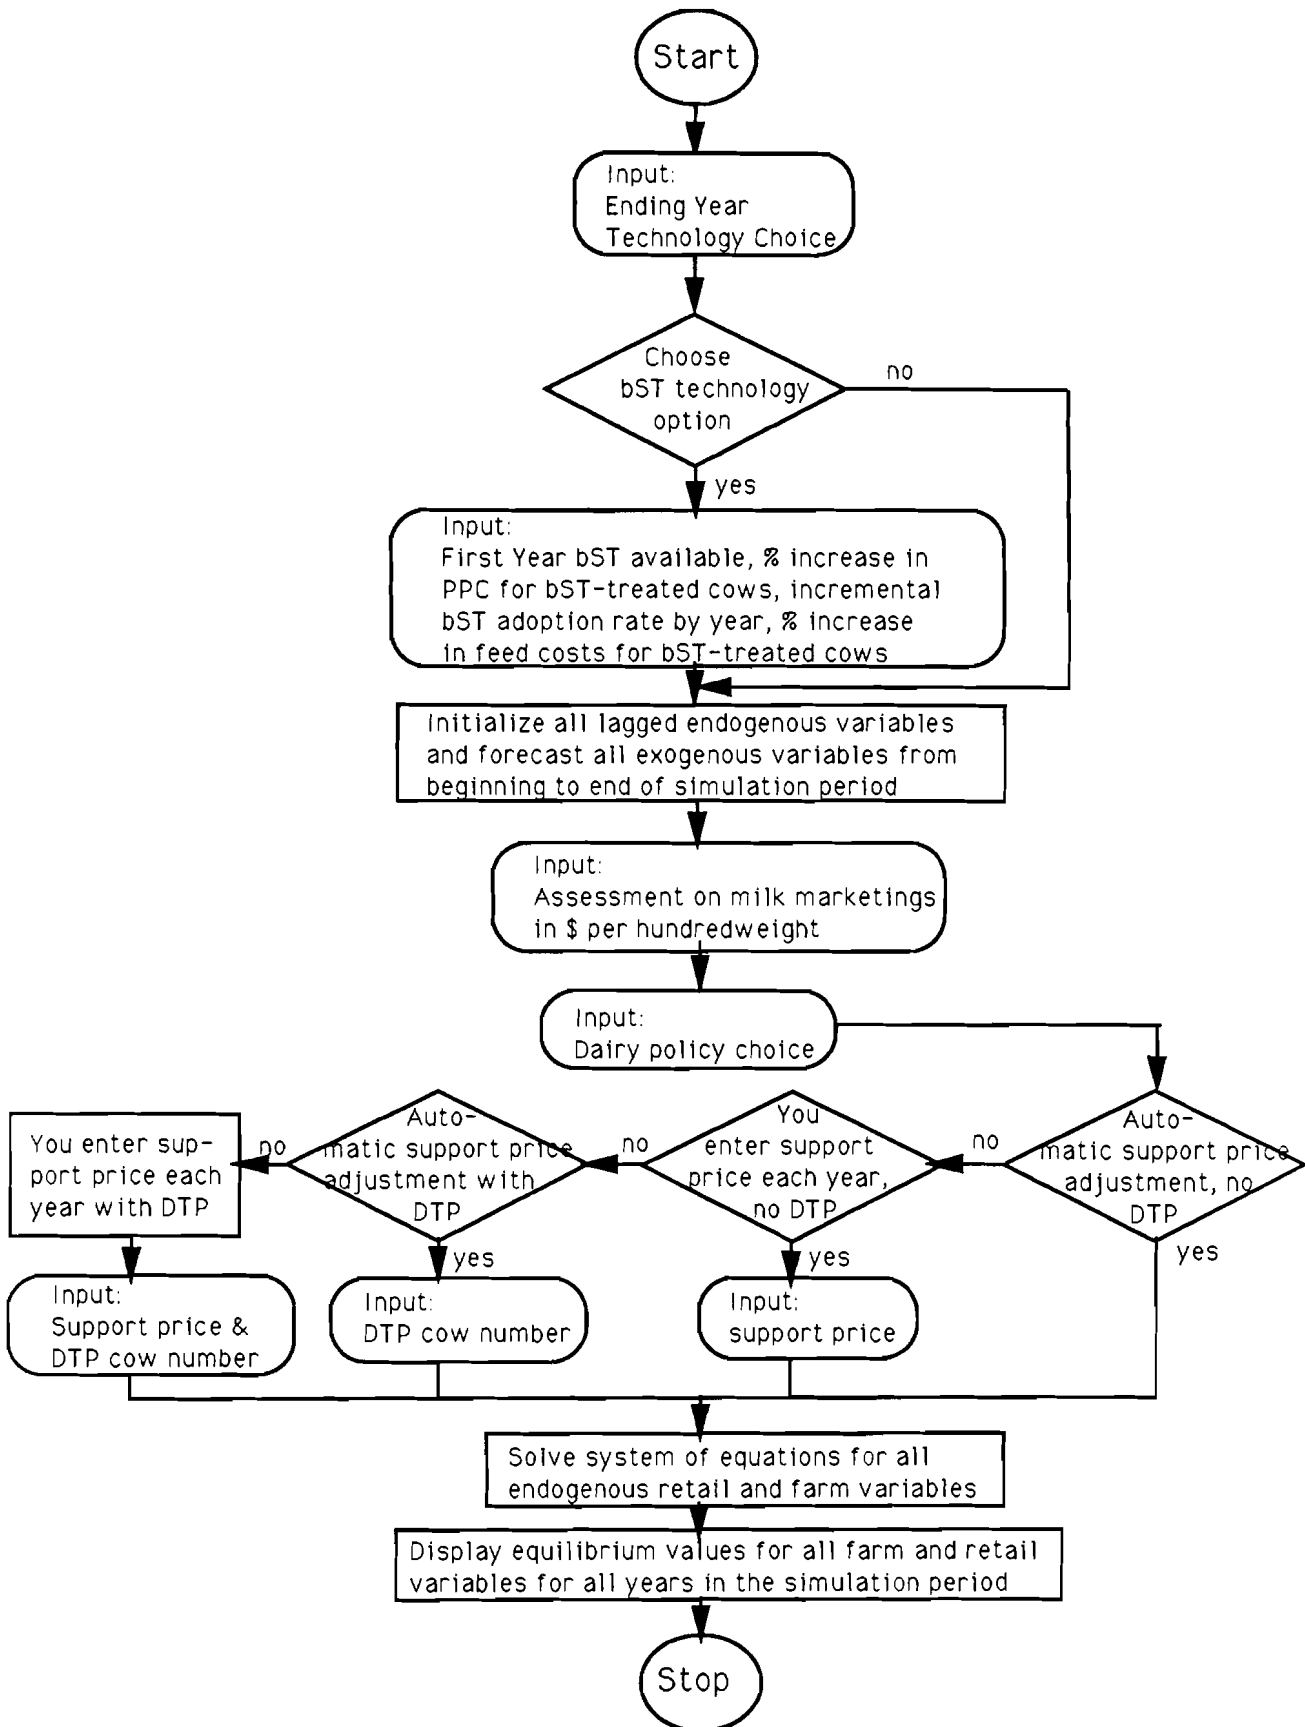 Start
Input:
Ending Year
Technology Choice
Choose
bST technology
option
no
yes
Input:
First Year bST available, % increase in
PPC for bST-treated cows, incremental
bST adoption rate by year, % increase
in feed costs for bST-treated cows
Initialize all lagged endogenous variables
and forecast all exogenous variables from
beginning to end of simulation period
Input:
Assessment on milk marketings
in $ per hundredweight
Input:
Dairy policy choice
Auto-
matic support price
adjustment, no
DTP
no
yes
You
enter support
price each year,
no DTP
no
yes
Auto-
matic support price
adjustment with
DTP
no
yes
You enter sup-
port price each
year with DTP
Input:
Support price &
DTP cow number
Input:
DTP cow number
Input:
support price
Solve system of equations for all
endogenous retail and farm variables
Display equilibrium values for all farm and retail
variables for all years in the simulation period
Stop